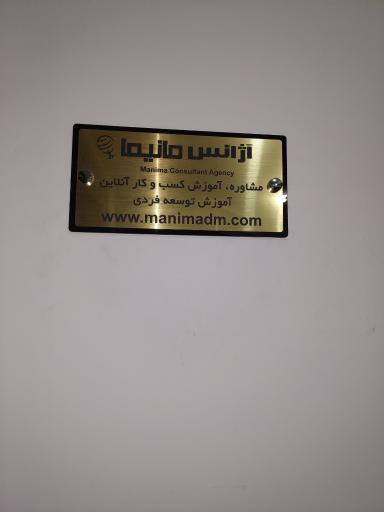 آژانس مانیما
Manima Consultant Agency
مشاوره، آموزش کسب و کار آنلاین
آموزش توسعه فردی
www.manimadm.com